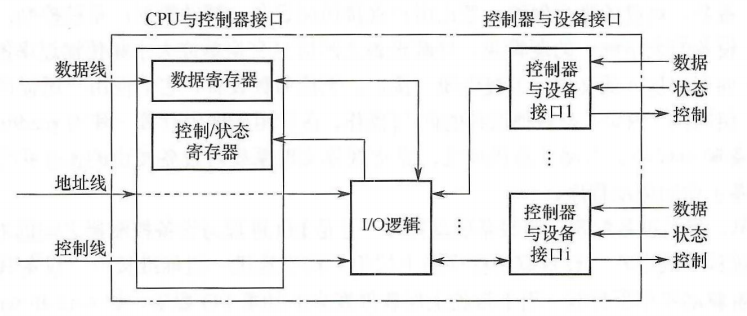 CPU与控制器接口
控制器与设备接口
数据线
数据寄存器
控制/状态
寄存器
地址线
控制线
I/O逻辑
控制器
与设备
接口1
数据
状态
控制
⋮
⋯
⋮
控制器
与设备
接口i
数据
状态
控制